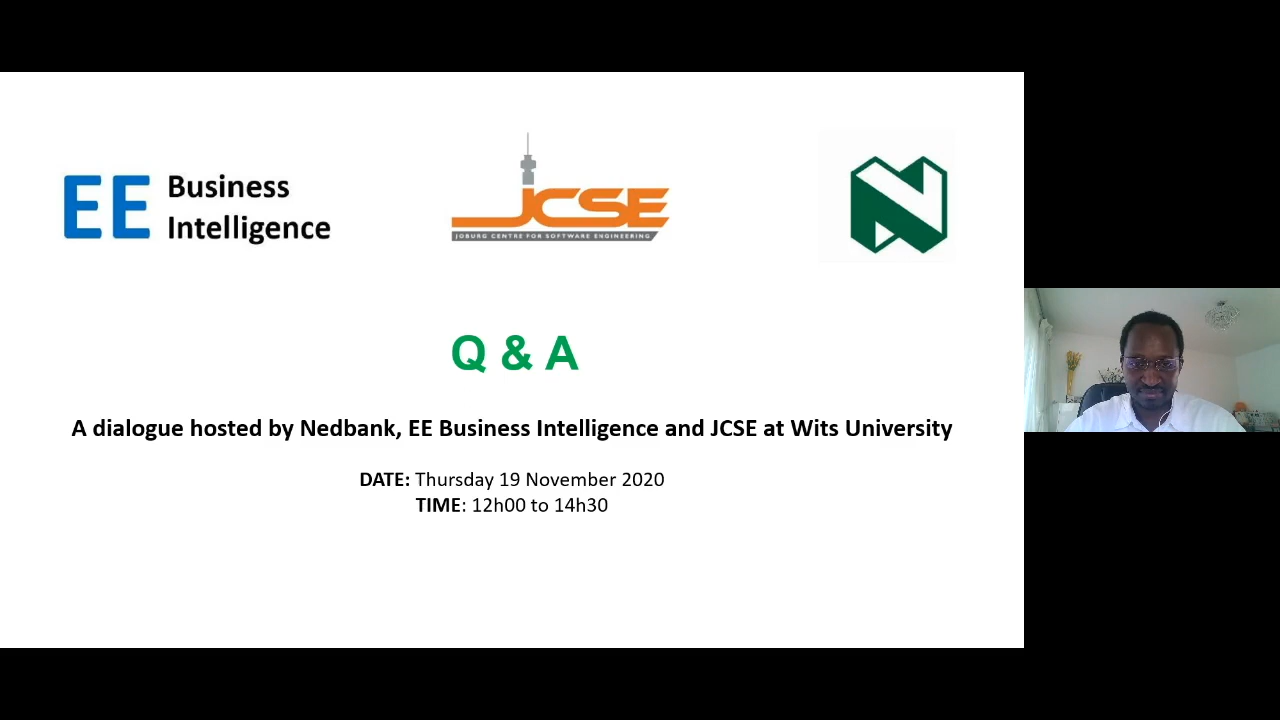 EE Business
Intelligence
JCSE
JOBURG CENTRE FOR SOFTWARE ENGINEERING
N
Q & A
A dialogue hosted by Nedbank, EE Business Intelligence and JCSE at Wits University
DATE: Thursday 19 November 2020
TIME: 12h00 to 14h30